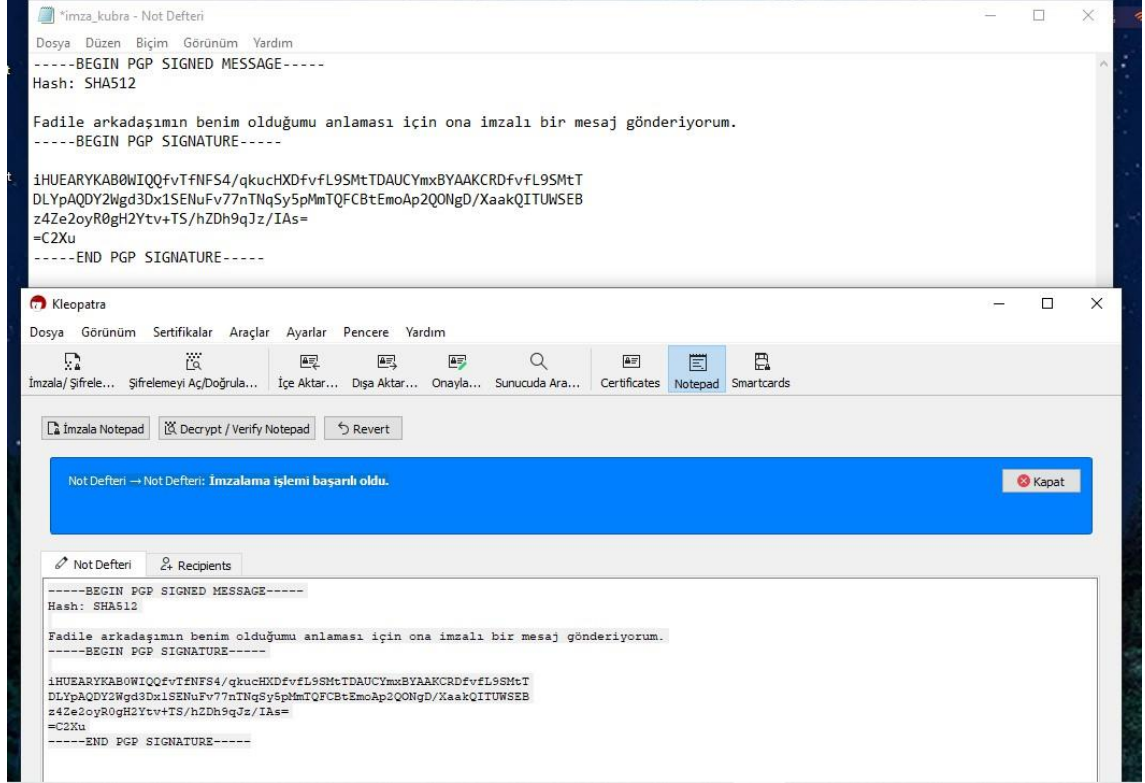 *imza_kubra - Not Defteri
Dosya Düzen Biçim Görünüm Yardım
-----BEGIN PGP SIGNED MESSAGE-----
Hash: SHA512
Fadile arkadaşımın benim olduğumu anlaması için ona imzalı bir mesaj gönderiyorum.
-----BEGIN PGP SIGNATURE-----
iHUEARYKAB0WIQQfvTfNFS4/qkucHXDfvfL9SMtTDAUCYmxBYAAKCRDfvfL9SMtT
DLYpAQDY2Wgd3Dx1SENuFv77nTNqSy5pMmTQFCBtEmoAp2QONgD/XaakQITUWSEB
z4Ze2oyR0gH2Ytv+TS/hZDh9qJz/IAs=
=C2Xu
-----END PGP SIGNATURE-----
Kleopatra
Dosya Görünüm Sertifikalar Araçlar Ayarlar Pencere Yardım
İmzala/Şifrele... Şifrelemeyi Aç/Doğrula... İçe Aktar... Dışa Aktar... Onayla... Sunucuda Ara... Certificates Notepad Smartcards
İmzala Notepad Decrypt / Verify Notepad Revert
Not Defteri → Not Defteri: İmzalama işlemi başarılı oldu. Kapat
Not Defteri Recipients
-----BEGIN PGP SIGNED MESSAGE-----
Hash: SHA512
Fadile arkadaşımın benim olduğumu anlaması için ona imzalı bir mesaj gönderiyorum.
-----BEGIN PGP SIGNATURE-----
iHUEARYKAB0WIQQfvTfNFS4/qkucHXDfvfL9SMtTDAUCYmxBYAAKCRDfvfL9SMtT
DLYpAQDY2Wgd3Dx1SENuFv77nTNqSy5pMmTQFCBtEmoAp2QONgD/XaakQITUWSEB
z4Ze2oyR0gH2Ytv+TS/hZDh9qJz/IAs=
=C2Xu
-----END PGP SIGNATURE-----